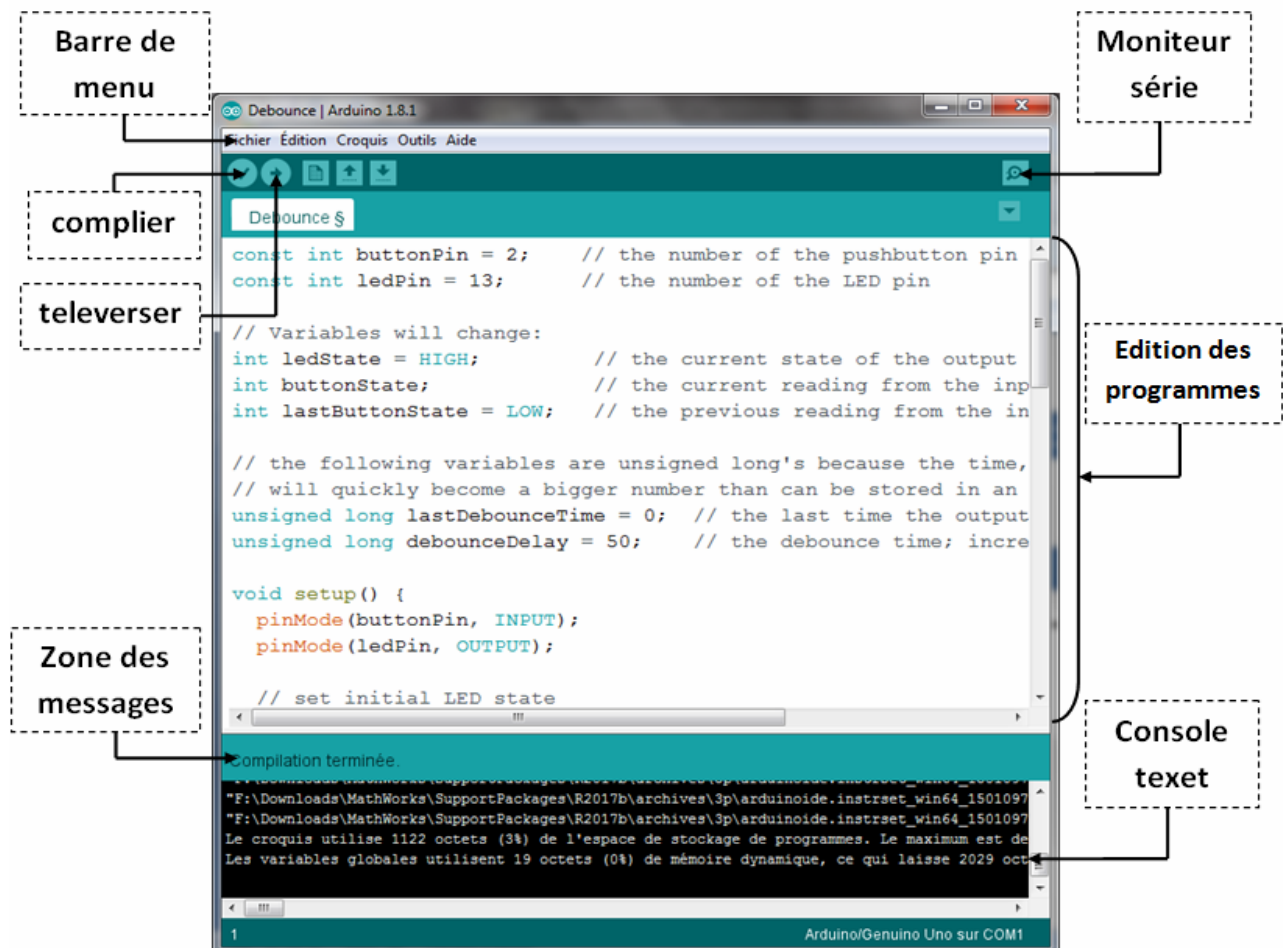 Barre de
menu
Moniteur
série
Debounce | Arduino 1.8.1
Fichier Édition Croquis Outils Aide
complier
Debounce §
televerser
const int buttonPin = 2; // the number of the pushbutton pin
const int ledPin = 13; // the number of the LED pin
// Variables will change:
int ledState = HIGH; // the current state of the output
int buttonState; // the current reading from the inp
int lastButtonState = LOW; // the previous reading from the in
// the following variables are unsigned long's because the time,
// will quickly become a bigger number than can be stored in an
unsigned long lastDebounceTime = 0; // the last time the output
unsigned long debounceDelay = 50; // the debounce time; incre
void setup() {
pinMode(buttonPin, INPUT);
pinMode(ledPin, OUTPUT);
// set initial LED state
Edition des
programmes
Zone des
messages
Compilation terminée.
Console
texet
"F:\Downloads\MathWorks\SupportPackages\R2017b\archives\3p\arduinoide.instrset_win64_1501097
"F:\Downloads\MathWorks\SupportPackages\R2017b\archives\3p\arduinoide.instrset_win64_1501097
Le croquis utilise 1122 octets (3%) de l'espace de stockage de programmes. Le maximum est de
Les variables globales utilisent 19 octets (0%) de mémoire dynamique, ce qui laisse 2029 oct
1
Arduino/Genuino Uno sur COM1